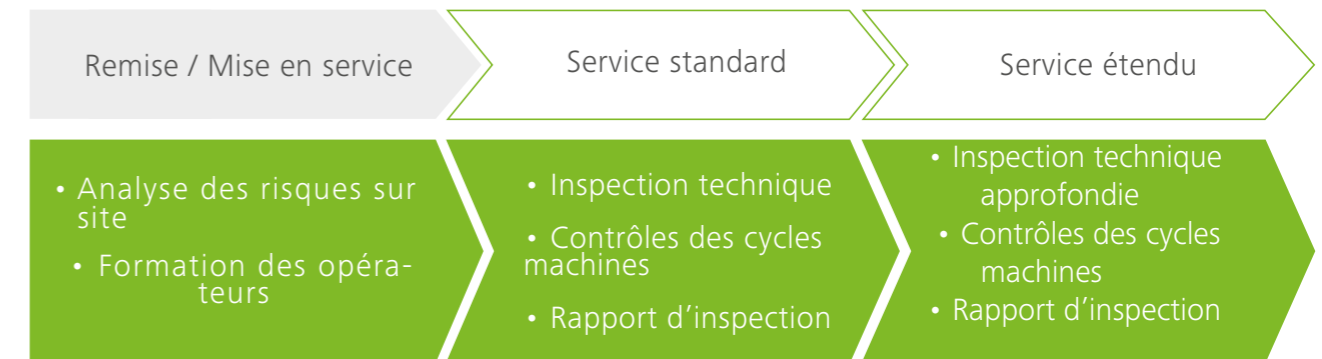 Remise / Mise en service
Service standard
Service étendu
• Analyse des risques sur
site
• Formation des opéra-
teurs
• Inspection technique
• Contrôles des cycles
machines
• Rapport d’inspection
• Inspection technique
approfondie
• Contrôles des cycles
machines
• Rapport d’inspection